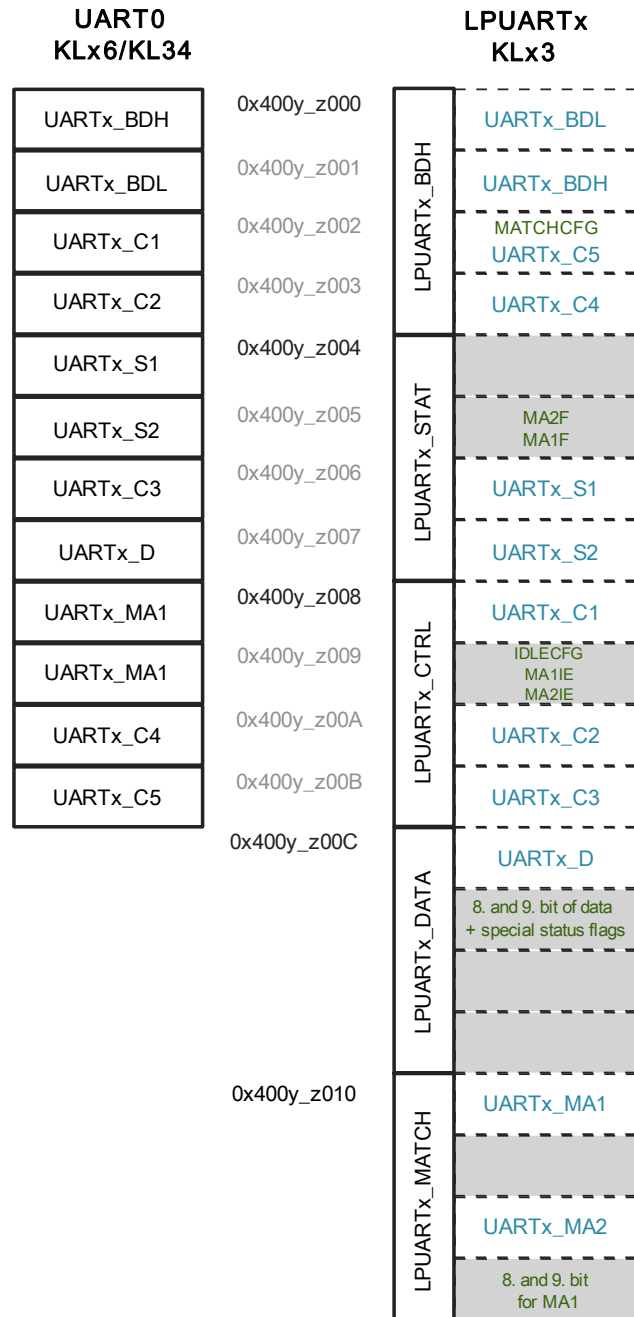 UART0
KLx6/KL34
LPUARTx
KLx3
UARTx_BDH
UARTx_BDL
UARTx_C1
UARTx_C2
UARTx_S1
UARTx_S2
UARTx_C3
UARTx_D
UARTx_MA1
UARTx_MA1
UARTx_C4
UARTx_C5
0x400y_z000
0x400y_z001
0x400y_z002
0x400y_z003
0x400y_z004
0x400y_z005
0x400y_z006
0x400y_z007
0x400y_z008
0x400y_z009
0x400y_z00A
0x400y_z00B
0x400y_z00C
0x400y_z010
LPUARTx_BDH
UARTx_BDL
UARTx_BDH
MATCHCFG
UARTx_C5
UARTx_C4
LPUARTx_STAT
MA2F
MA1F
UARTx_S1
UARTx_S2
LPUARTx_CTRL
UARTx_C1
IDLECFG
MA1IE
MA2IE
UARTx_C2
UARTx_C3
LPUARTx_DATA
UARTx_D
8. and 9. bit of data
+ special status flags
LPUARTx_MATCH
UARTx_MA1
UARTx_MA2
8. and 9. bit
for MA1